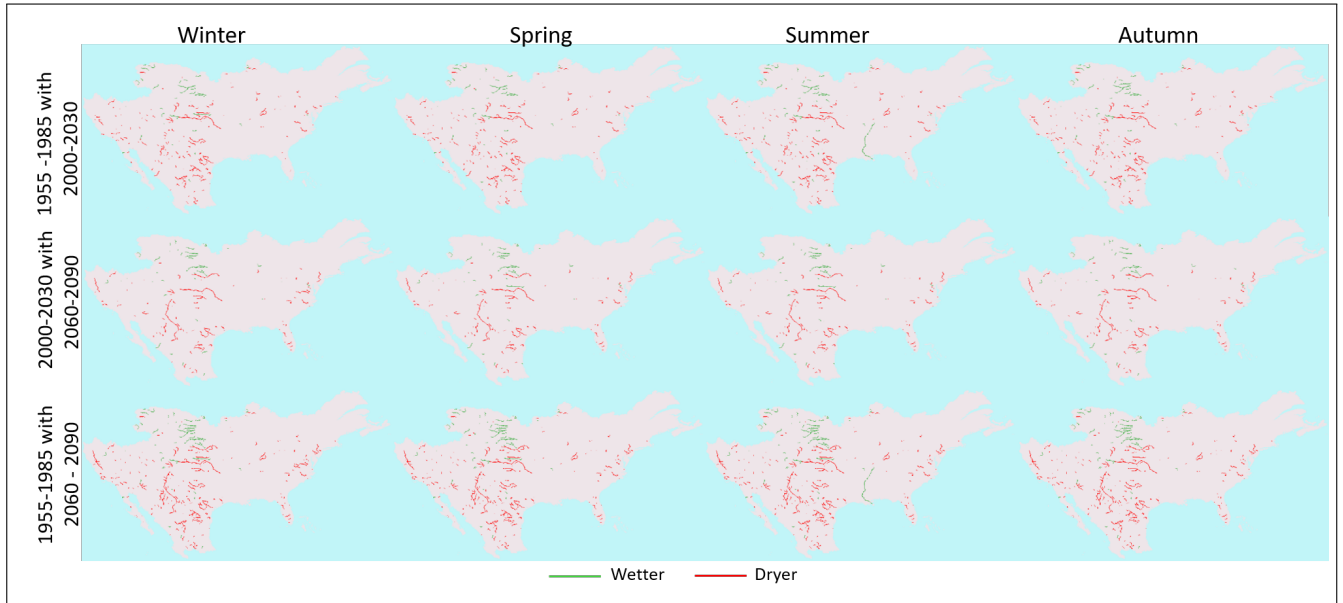 Winter Spring Summer Autumn
1955 -1985 with
2000-2030
2000-2030 with
2060-2090
1955-1985 with
2060 - 2090
Wetter Dryer